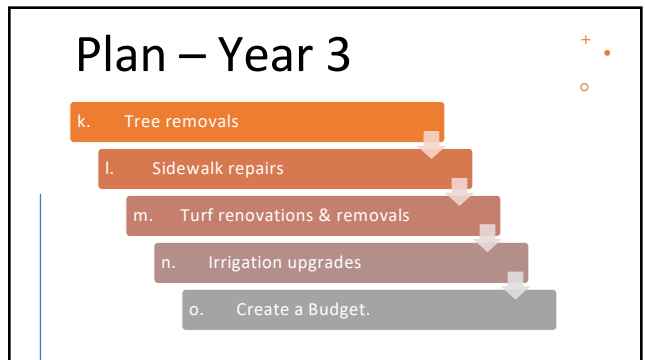 Plan – Year 3
k. Tree removals
l. Sidewalk repairs
m. Turf renovations & removals
n. Irrigation upgrades
o. Create a Budget.